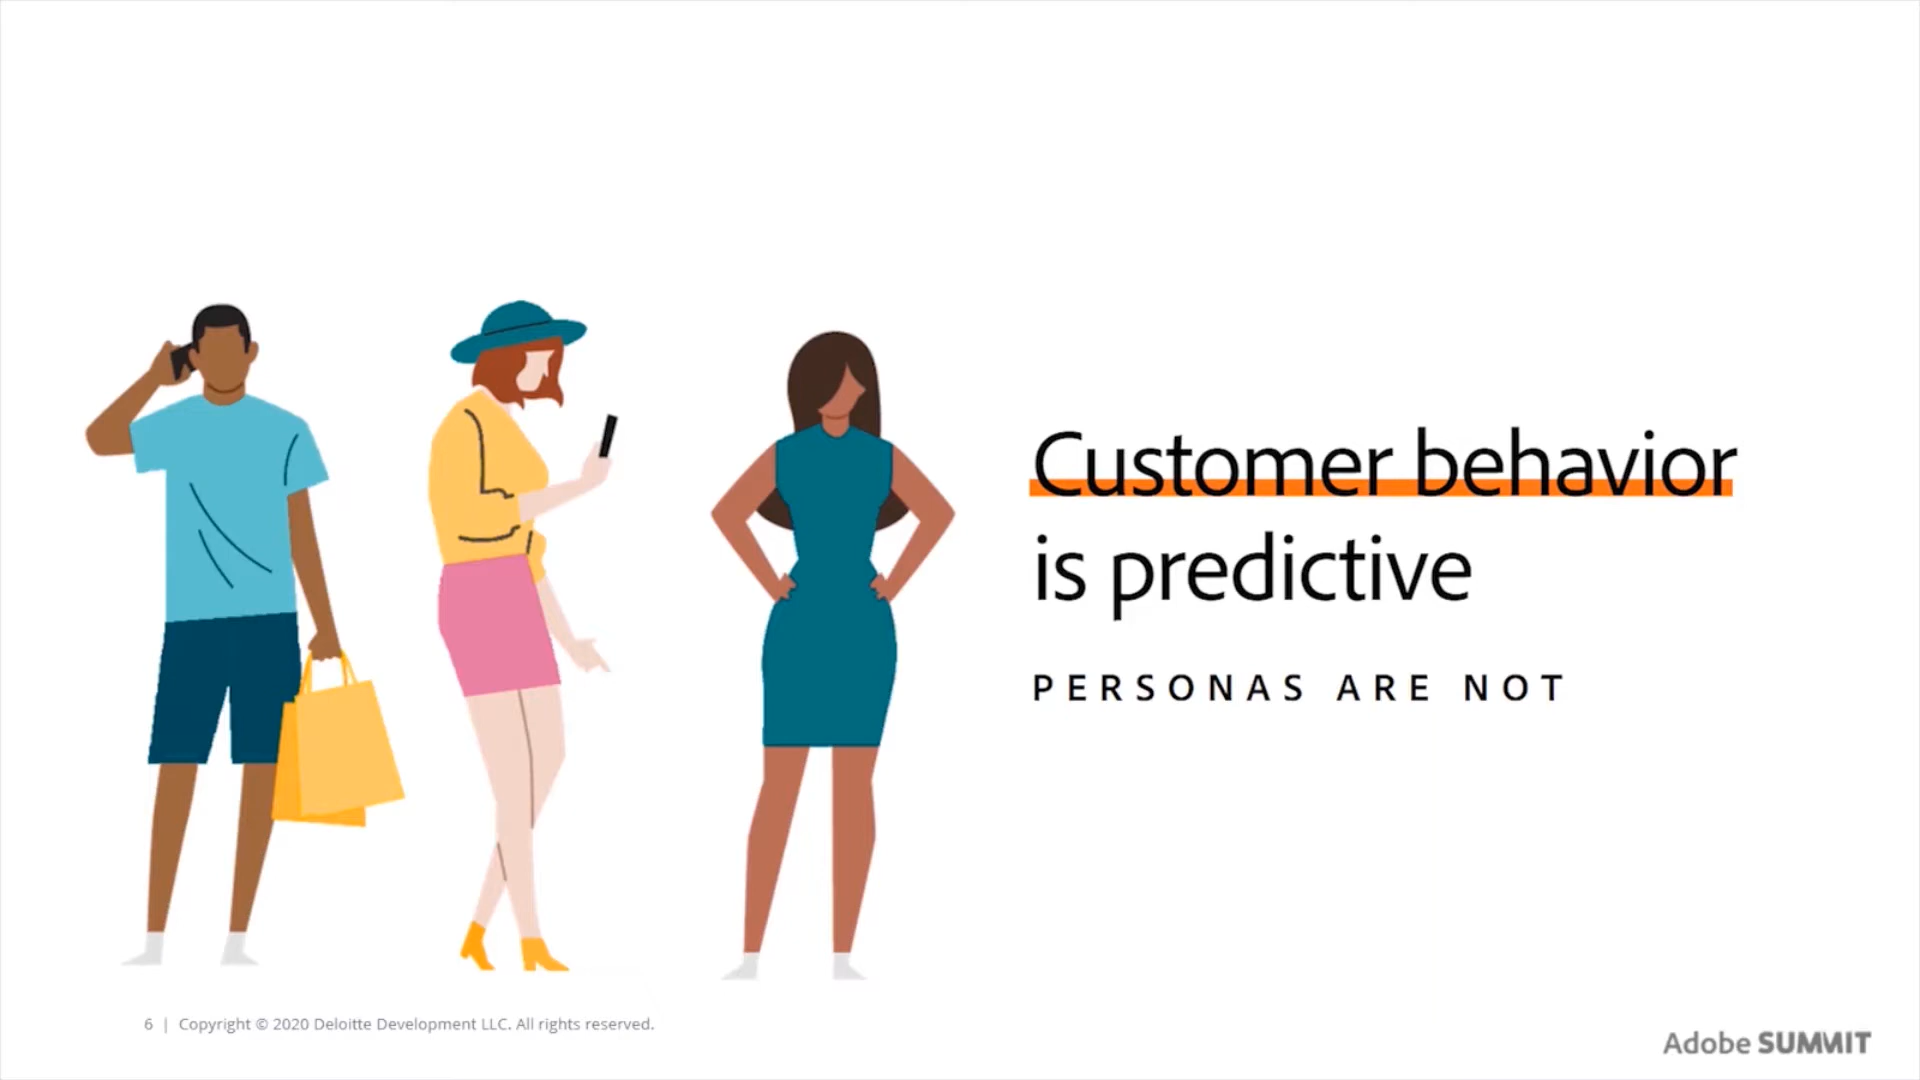 Customer behavior
is predictive
PERSONAS ARE NOT
6 | Copyright © 2020 Deloitte Development LLC. All rights reserved.
Adobe SUMMIT